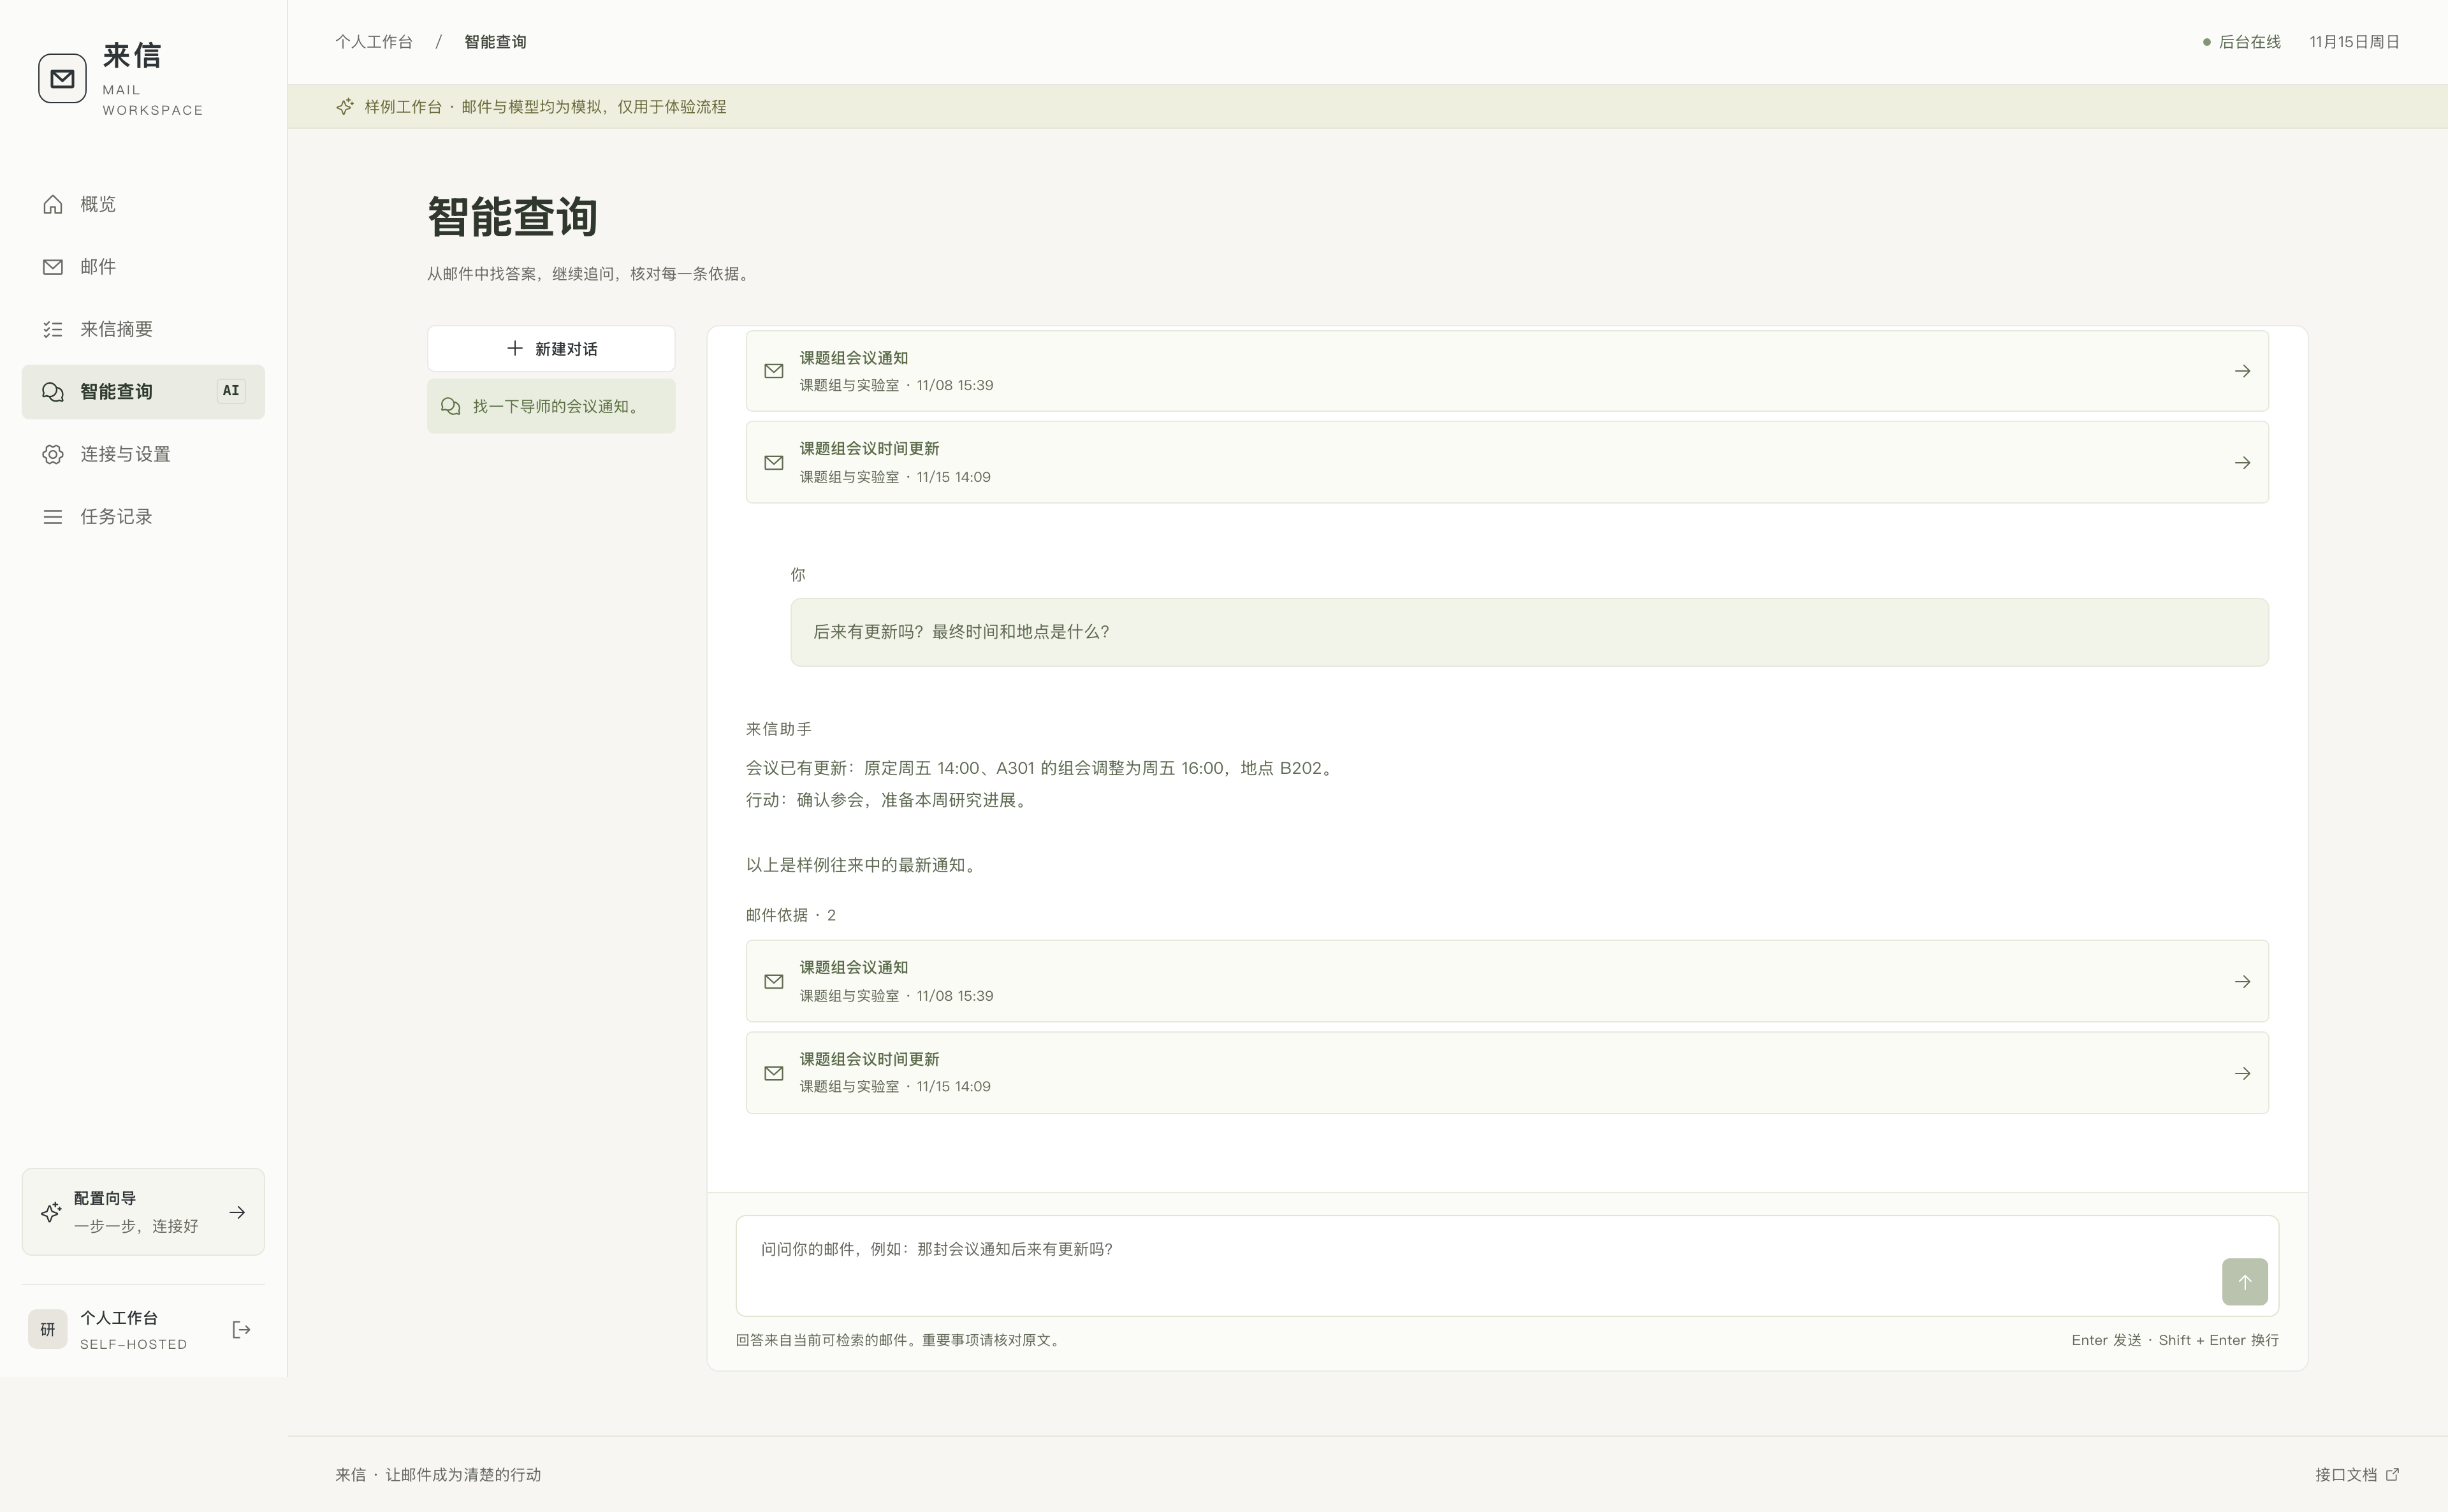 来信
MAIL
WORKSPACE
概览
邮件
来信摘要
智能查询 AI
连接与设置
任务记录
配置向导
一步一步，连接好
研
个人工作台
SELF-HOSTED
个人工作台 / 智能查询
后台在线 11月15日周日
样例工作台 · 邮件与模型均为模拟，仅用于体验流程
智能查询
从邮件中找答案，继续追问，核对每一条依据。
新建对话
找一下导师的会议通知。
课题组会议通知
课题组与实验室 · 11/08 15:39
课题组会议时间更新
课题组与实验室 · 11/15 14:09
你
后来有更新吗？最终时间和地点是什么？
来信助手
会议已有更新：原定周五 14:00、A301 的组会调整为周五 16:00，地点 B202。
行动：确认参会，准备本周研究进展。
以上是样例往来中的最新通知。
邮件依据 · 2
课题组会议通知
课题组与实验室 · 11/08 15:39
课题组会议时间更新
课题组与实验室 · 11/15 14:09
问问你的邮件，例如：那封会议通知后来有更新吗？
回答来自当前可检索的邮件。重要事项请核对原文。
Enter 发送 · Shift + Enter 换行
来信 · 让邮件成为清楚的行动
接口文档